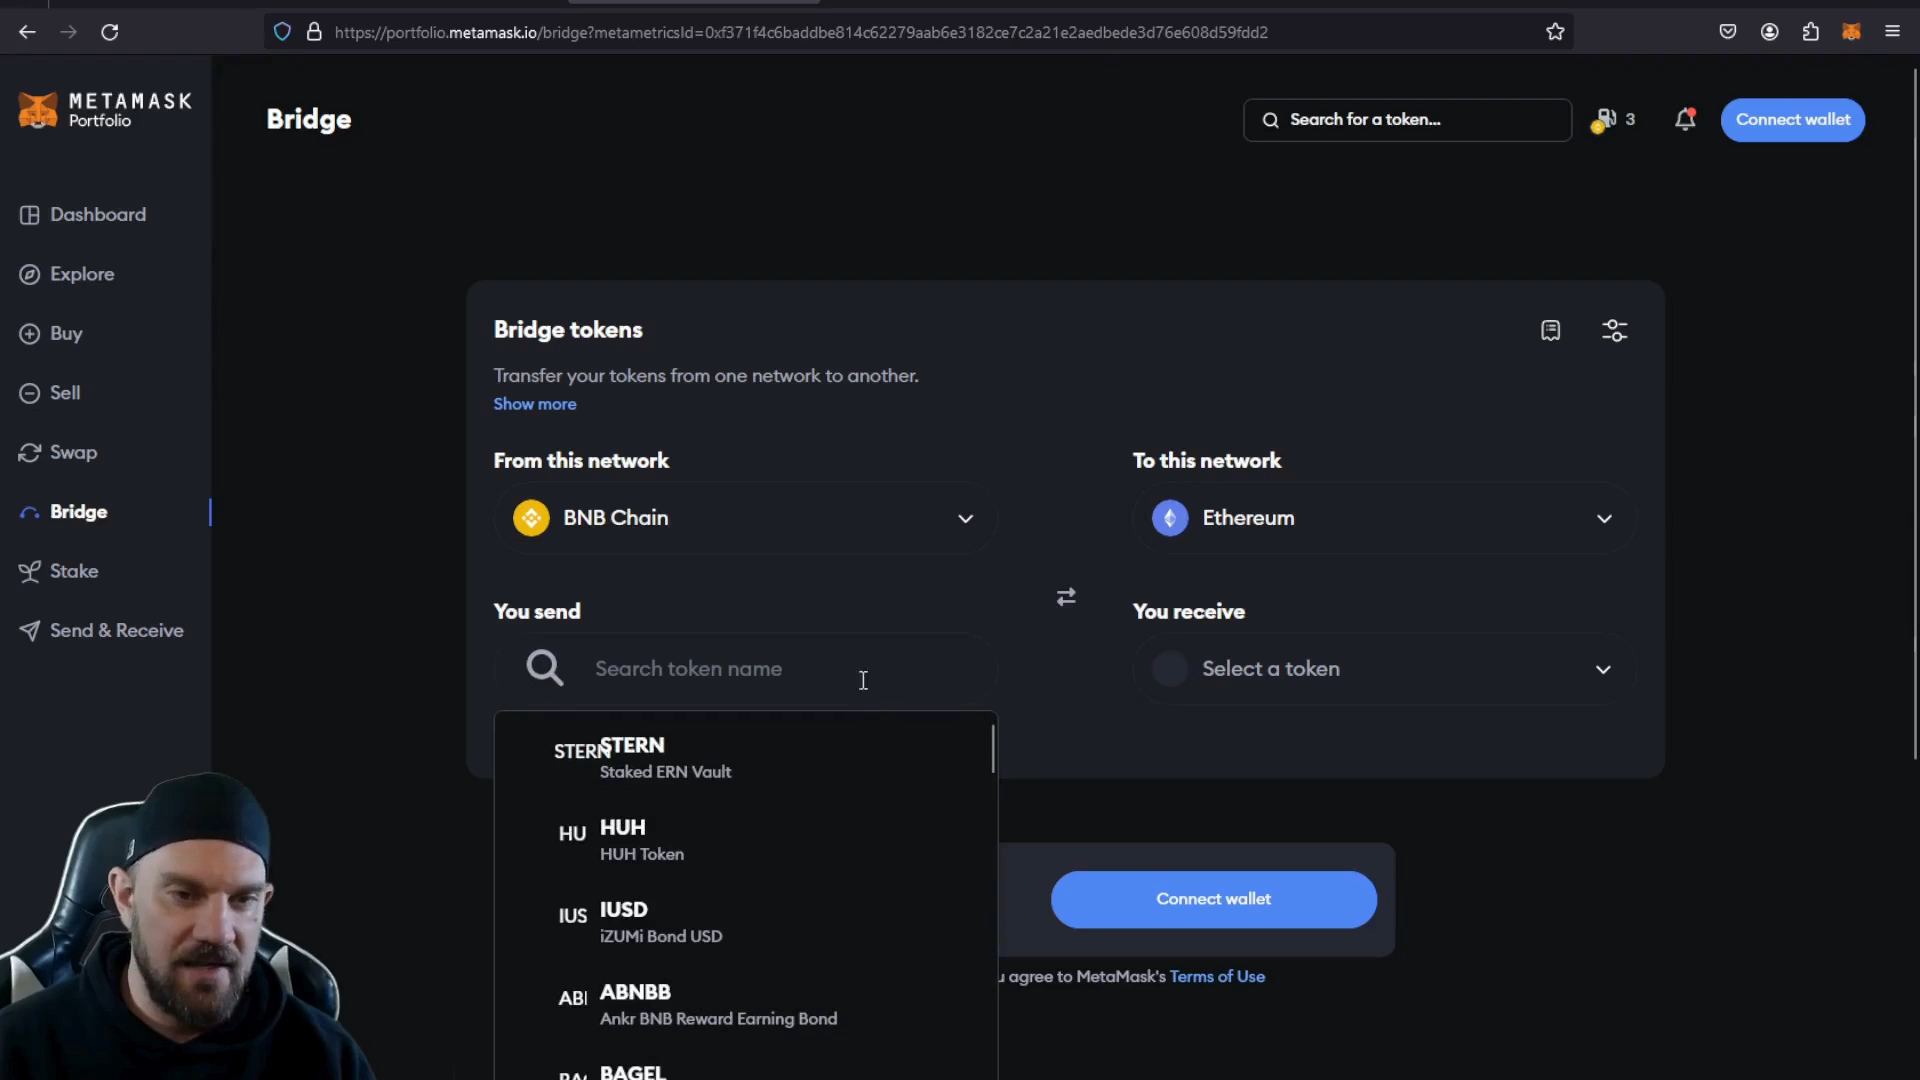 https://portfolio.metamask.io/bridge?metametricsId=0xf371f4c6baddbe814c62279aab6e3182ce7c2a21e2aedbede3d76e608d59fdd2
METAMASK
Portfolio
Bridge
Search for a token...
3
Connect wallet
Dashboard
Explore
Buy
Sell
Swap
Bridge
Stake
Send & Receive
Bridge tokens
Transfer your tokens from one network to another.
Show more
From this network
To this network
BNB Chain
Ethereum
You send
You receive
Search token name
Select a token
STERN STERN
Staked ERN Vault
HU HUH
HUH Token
IUS IUSD
iZUMi Bond USD
ABI ABNBB
Ankr BNB Reward Earning Bond
BAGEL
Connect wallet
agree to MetaMask's Terms of Use